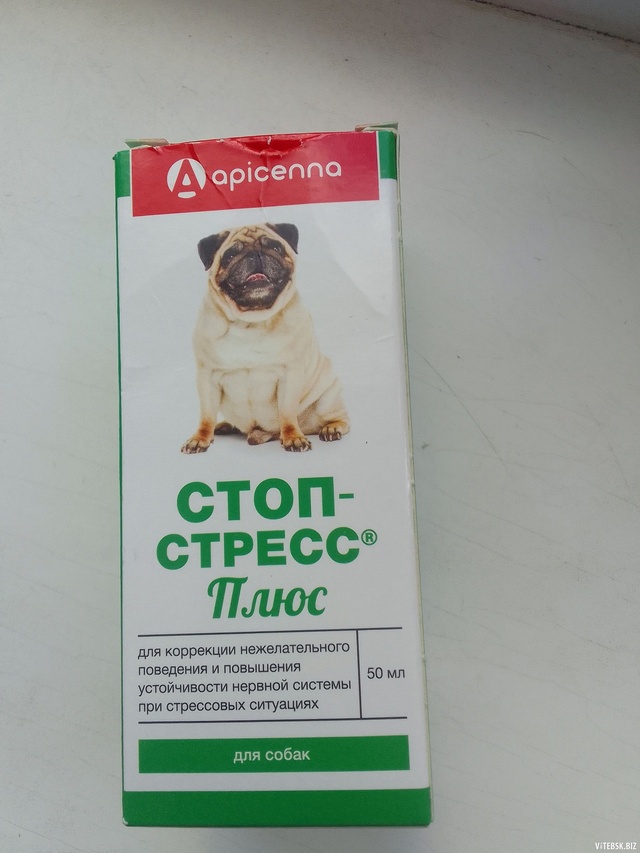 apicenna
СТОП-
СТРЕСС®
Плюс
для коррекции нежелательного
поведения и повышения
устойчивости нервной системы
при стрессовых ситуациях
50 мл
для собак
ViTEBSK.BIZ